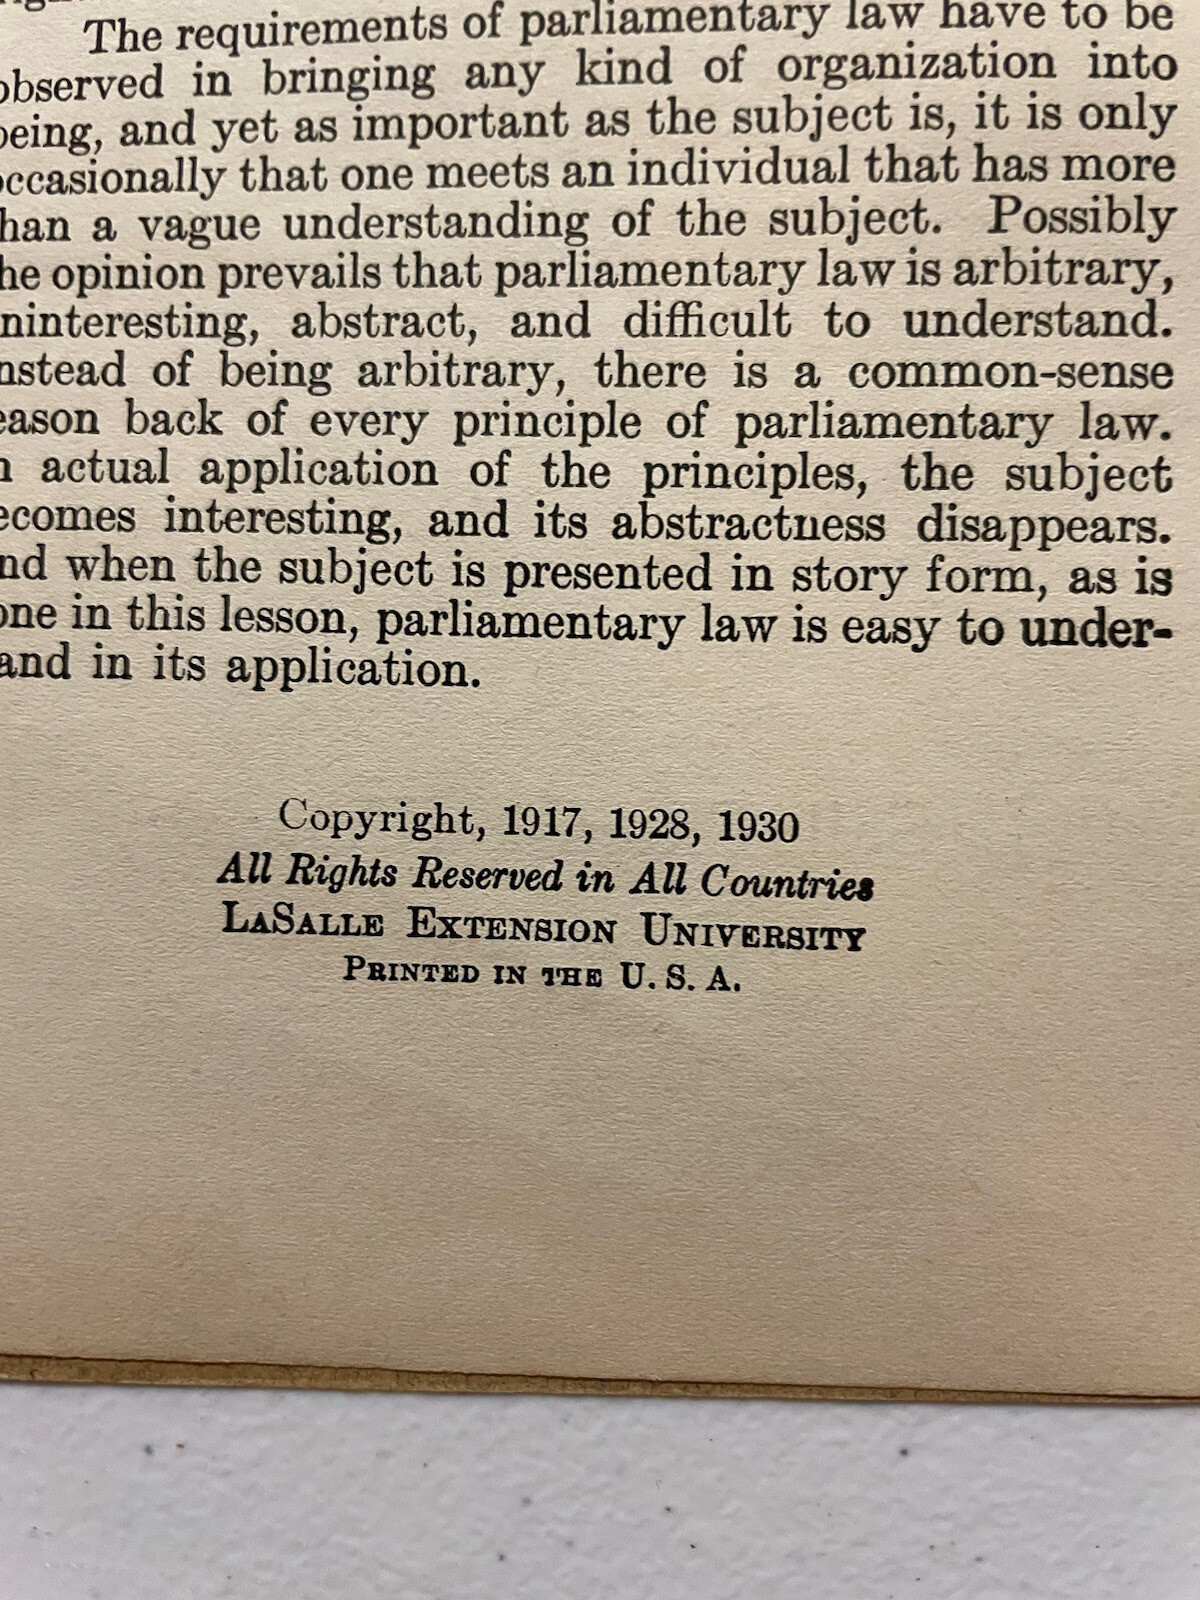 The requirements of parliamentary law have to be
observed in bringing any kind of organization into
being, and yet as important as the subject is, it is only
occasionally that one meets an individual that has more
han a vague understanding of the subject. Possibly
he opinion prevails that parliamentary law is arbitrary,
ninteresting, abstract, and difficult to understand.
nstead of being arbitrary, there is a common-sense
eason back of every principle of parliamentary law.
n actual application of the principles, the subject
ecomes interesting, and its abstractness disappears.
nd when the subject is presented in story form, as is
one in this lesson, parliamentary law is easy to under-
and in its application.
Copyright, 1917, 1928, 1930
All Rights Reserved in All Countries
LASALLE EXTENSION UNIVERSITY
PRINTED IN THE U. S. A.